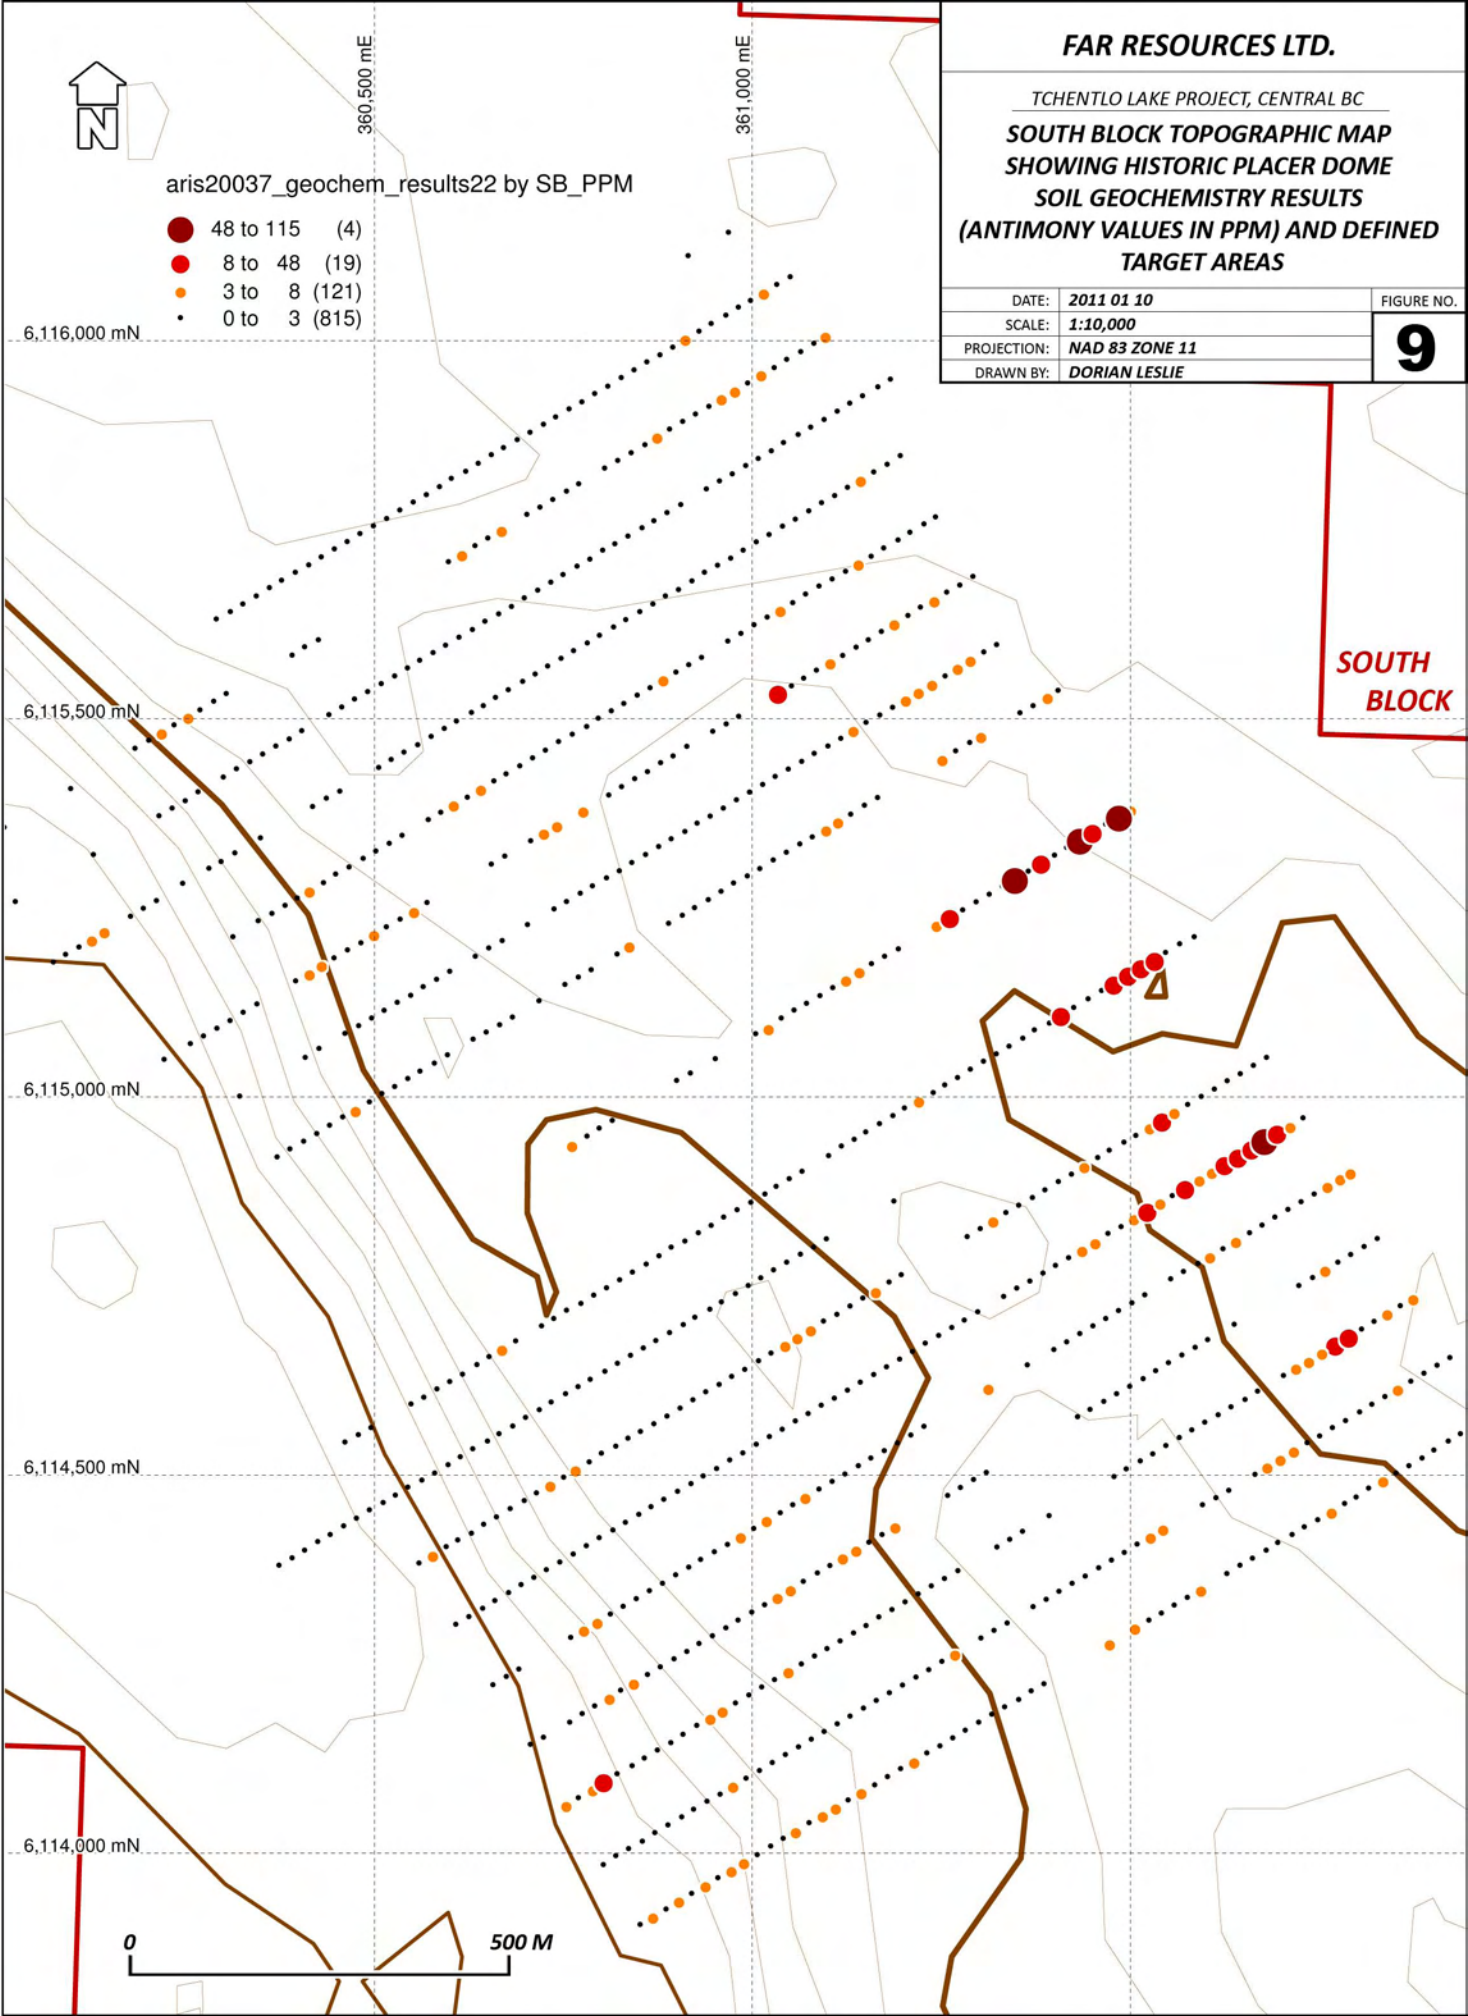 FAR RESOURCES LTD.
TCHENTLO LAKE PROJECT, CENTRAL BC
SOUTH BLOCK TOPOGRAPHIC MAP
SHOWING HISTORIC PLACER DOME
SOIL GEOCHEMISTRY RESULTS
(ANTIMONY VALUES IN PPM) AND DEFINED
TARGET AREAS
DATE: 2011 01 10
SCALE: 1:10,000
PROJECTION: NAD 83 ZONE 11
DRAWN BY: DORIAN LESLIE
FIGURE NO.
9
360,500 mE
361,000 mE
N
aris20037_geochem_results22 by SB_PPM
48 to 115 (4)
8 to 48 (19)
3 to 8 (121)
0 to 3 (815)
6,116,000 mN
SOUTH
BLOCK
6,115,500 mN
6,115,000 mN
6,114,500 mN
6,114,000 mN
0 500 M